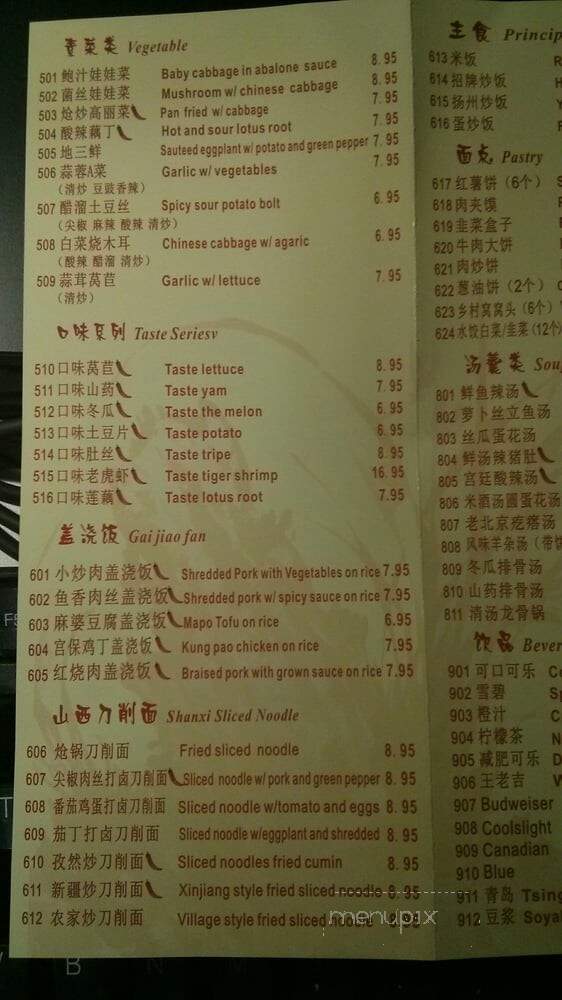 素菜类 Vegetable
501 鲍汁娃娃菜 Baby cabbage in abalone sauce 8.95
502 菌丝娃娃菜 Mushroom w/ chinese cabbage 8.95
503 炝炒高丽菜 Pan fried w/ cabbage 7.95
504 酸辣藕丁 Hot and sour lotus root 7.95
505 地三鲜 Sauteed eggplant w/ potato and green pepper 7.95
506 蒜蓉A菜 Garlic w/ vegetables 7.95
（清炒 豆豉香辣）
507 醋溜土豆丝 Spicy sour potato bolt 6.95
（尖椒 麻辣 酸辣 清炒）
508 白菜烧木耳 Chinese cabbage w/ agaric 6.95
（酸辣 醋溜 清炒）
509 蒜茸莴苣 Garlic w/ lettuce 7.95
（清炒）
口味系列 Taste Seriesv
510 口味莴苣 Taste lettuce 8.95
511 口味山药 Taste yam 7.95
512 口味冬瓜 Taste the melon 6.95
513 口味土豆片 Taste potato 6.95
514 口味肚丝 Taste tripe 8.95
515 口味老虎虾 Taste tiger shrimp 16.95
516 口味莲藕 Taste lotus root 7.95
盖浇饭 Gai jiao fan
601 小炒肉盖浇饭 Shredded Pork with Vegetables on rice 7.95
602 鱼香肉丝盖浇饭 Shredded pork w/ spicy sauce on rice 7.95
603 麻婆豆腐盖浇饭 Mapo Tofu on rice 6.95
604 宫保鸡丁盖浇饭 Kung pao chicken on rice 7.95
605 红烧肉盖浇饭 Braised pork with grown sauce on rice 7.95
山西刀削面 Shanxi Sliced Noodle
606 炝锅刀削面 Fried sliced noodle 8.95
607 尖椒肉丝打卤刀削面 Sliced noodle w/ pork and green pepper 8.95
608 番茄鸡蛋打卤刀削面 Sliced noodle w/tomato and eggs 8.95
609 茄丁打卤刀削面 Sliced noodle w/eggplant and shredded 8.95
610 孜然炒刀削面 Sliced noodles fried cumin 8.95
611 新疆炒刀削面 Xinjiang style fried sliced noodle 8.95
612 农家炒刀削面 Village style fried sliced noodle 8.95
主食 Princip
613 米饭 R
614 招牌炒饭 H
615 扬州炒饭 Y
616 蛋炒饭
面点 Pastry
617 红薯饼（6个） S
618 肉夹馍
619 韭菜盒子
620 牛肉大饼
621 肉炒饼
622 葱油饼（2个）
623 乡村窝窝头（6个）
624 水饺白菜/韭菜（12个）
汤羹类 Sou
801 鲜鱼辣汤
802 萝卜丝立鱼汤
803 丝瓜蛋花汤
804 鲜汤辣猪肚
805 宫廷酸辣汤
806 米酒汤圆蛋花汤
807 老北京疙瘩汤
808 风味羊杂汤（带饼
809 冬瓜排骨汤
810 山药排骨汤
811 清汤龙骨锅
饮品 Bever
901 可口可乐 Co
902 雪碧 Sp
903 橙汁
904 柠檬茶 N
905 减肥可乐 D
906 王老吉 W
907 Budweiser
908 Coolslight
909 Canadian
910 Blue
911 青岛 Tsing
912 豆浆 Soya
menupix
B